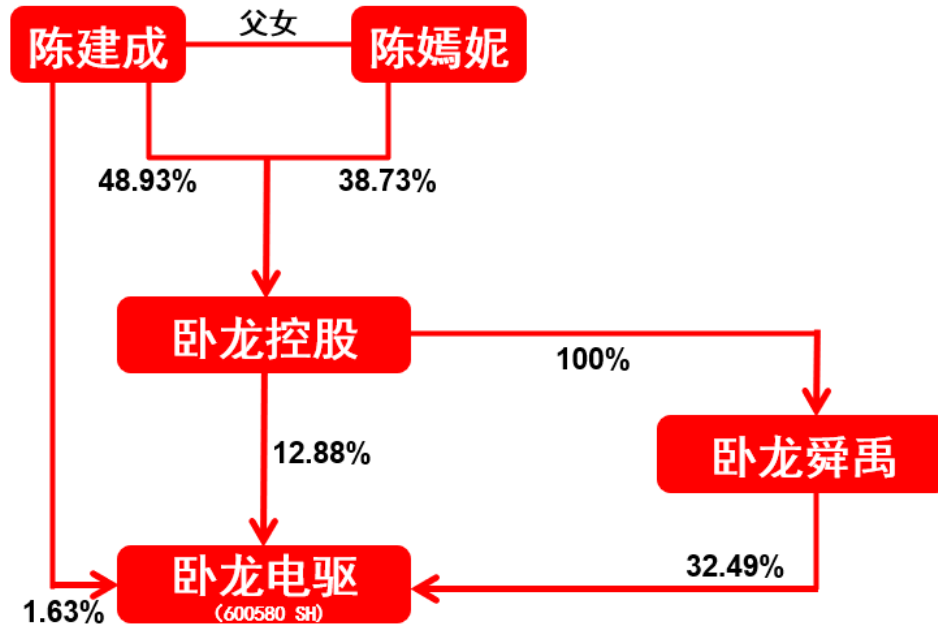 父女
陈建成
陈嫣妮
48.93%
38.73%
卧龙控股
100%
12.88%
卧龙舜禹
卧龙电驱
(600580 SH)
32.49%
1.63%